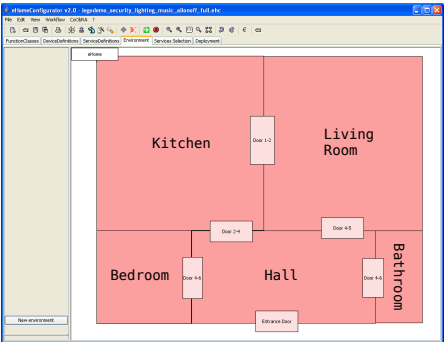 eHomeConfigurator v2.0 - legodemo_security_lighting_music_allonoff_full.ehc
File Edit View Workflow CoObRA ?
FunctionClasses DeviceDefinitions ServiceDefinitions Environment Services Selection Deployment
eHome
Kitchen
Door 1-2
Living
Room
Door 2-4
Door 4-5
Bedroom
Door 4-6
Hall
Door 4-6
Bathroom
Entrance Door
New environment